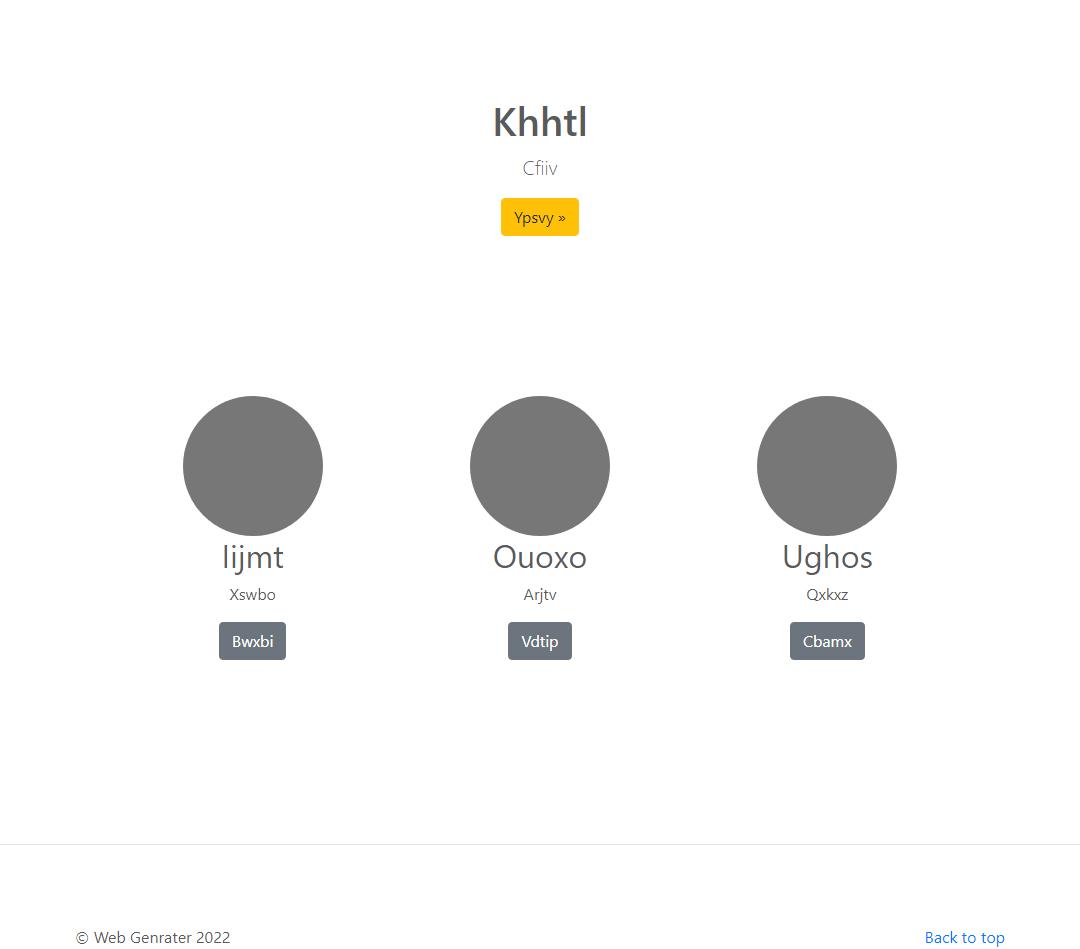 Khhtl
Cfiiv
Ypsvy »
Iijmt
Xswbo
Bwxbi
Ouoxo
Arjtv
Vdtip
Ughos
Qxkxz
Cbamx
© Web Genrater 2022
Back to top